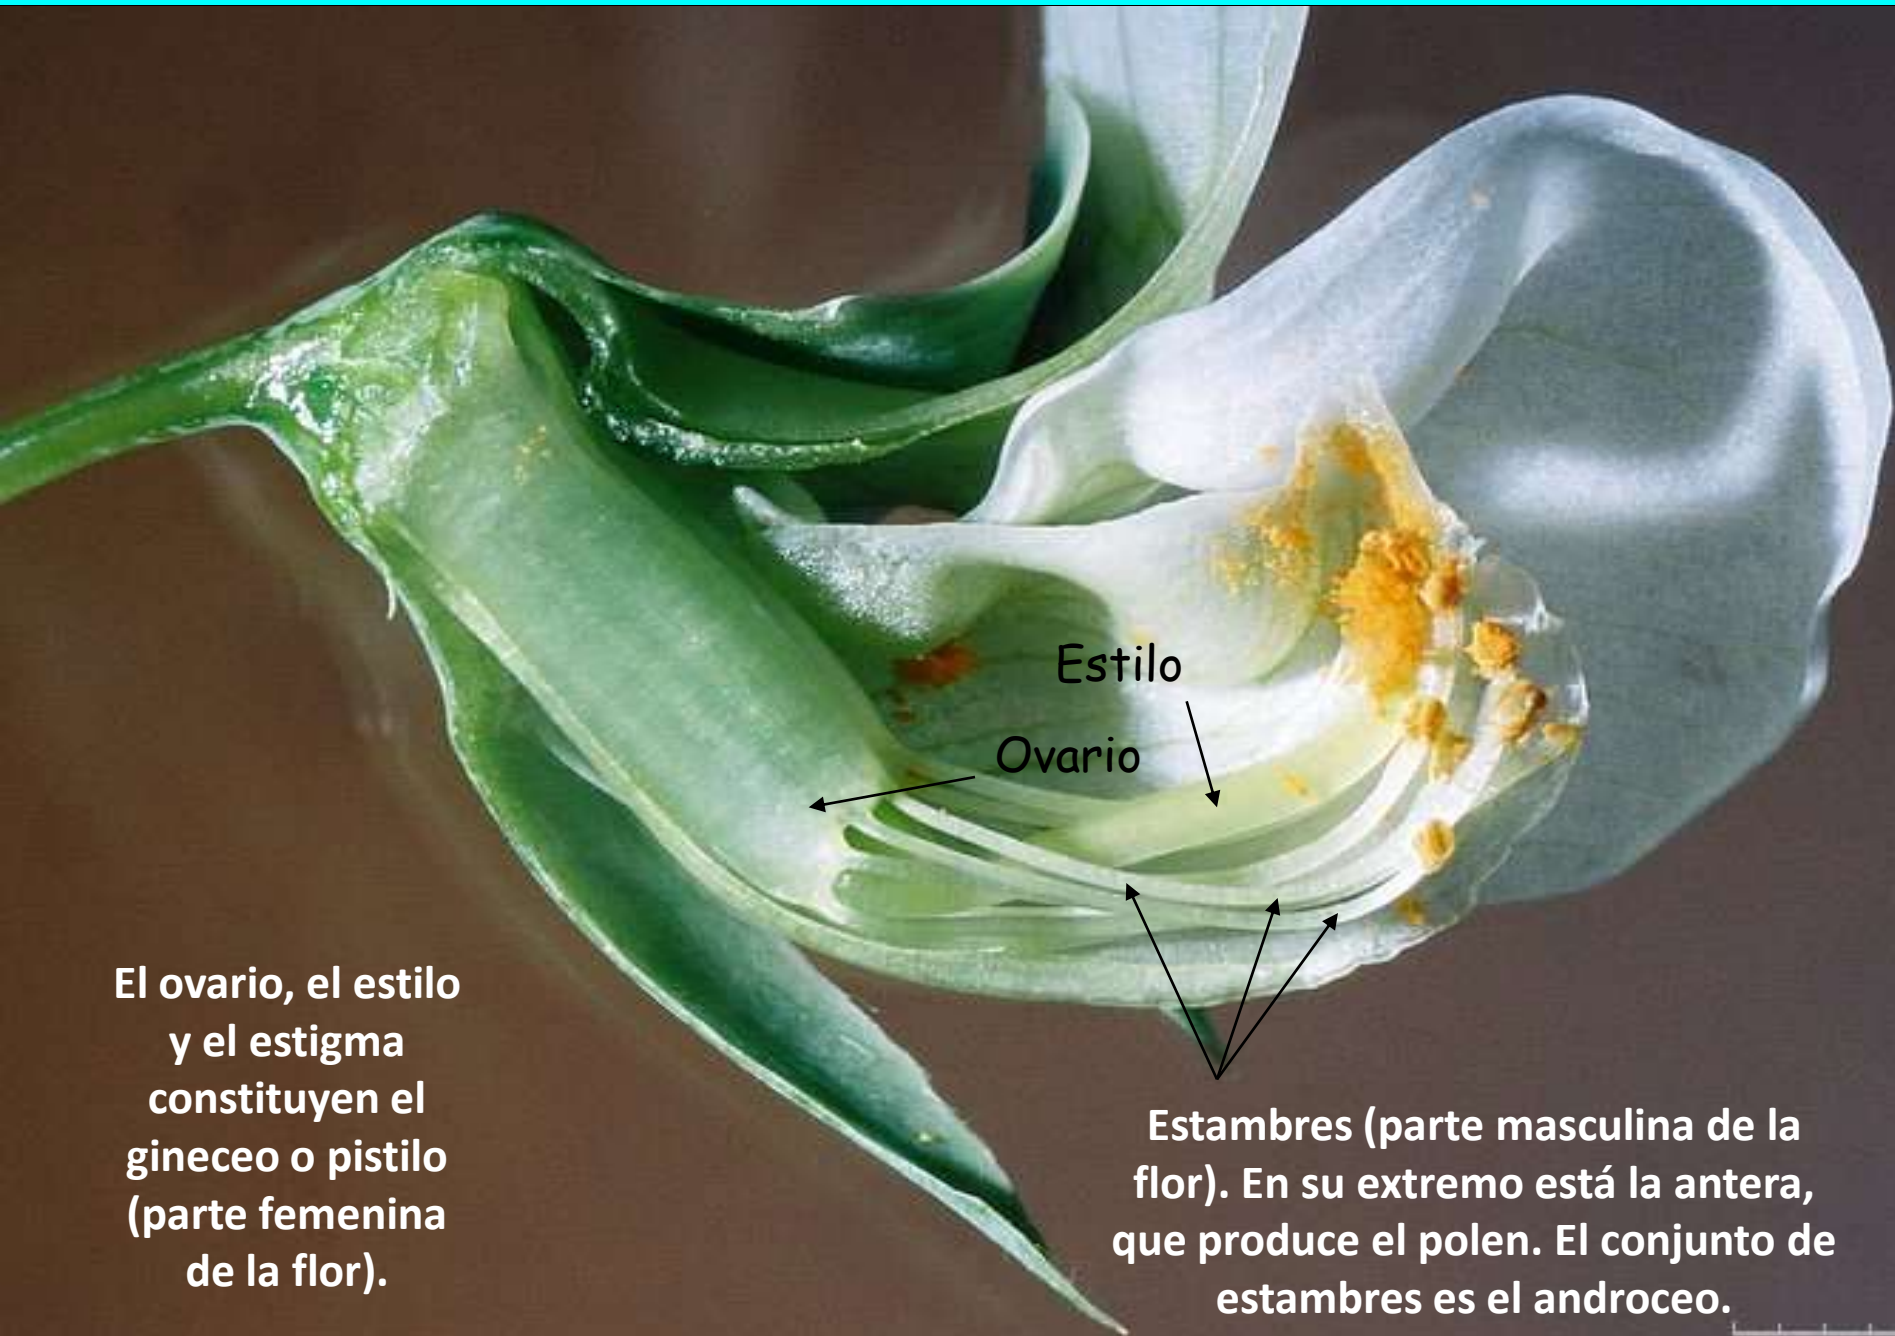 Estilo
Ovario
El ovario, el estilo
y el estigma
constituyen el
gineceo o pistilo
(parte femenina
de la flor).
Estambres (parte masculina de la
flor). En su extremo está la antera,
que produce el polen. El conjunto de
estambres es el androceo.